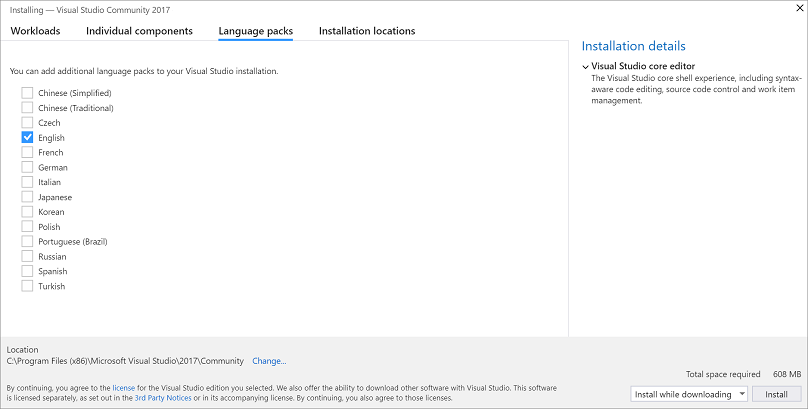 Installing — Visual Studio Community 2017
Workloads Individual components Language packs Installation locations
You can add additional language packs to your Visual Studio installation.
Chinese (Simplified)
Chinese (Traditional)
Czech
English
French
German
Italian
Japanese
Korean
Polish
Portuguese (Brazil)
Russian
Spanish
Turkish
Installation details
Visual Studio core editor
The Visual Studio core shell experience, including syntax-
aware code editing, source code control and work item
management.
Location
C:\Program Files (x86)\Microsoft Visual Studio\2017\Community Change...
Total space required 608 MB
By continuing, you agree to the license for the Visual Studio edition you selected. We also offer the ability to download other software with Visual Studio. This software
is licensed separately, as set out in the 3rd Party Notices or in its accompanying license. By continuing, you also agree to those licenses.
Install while downloading Install